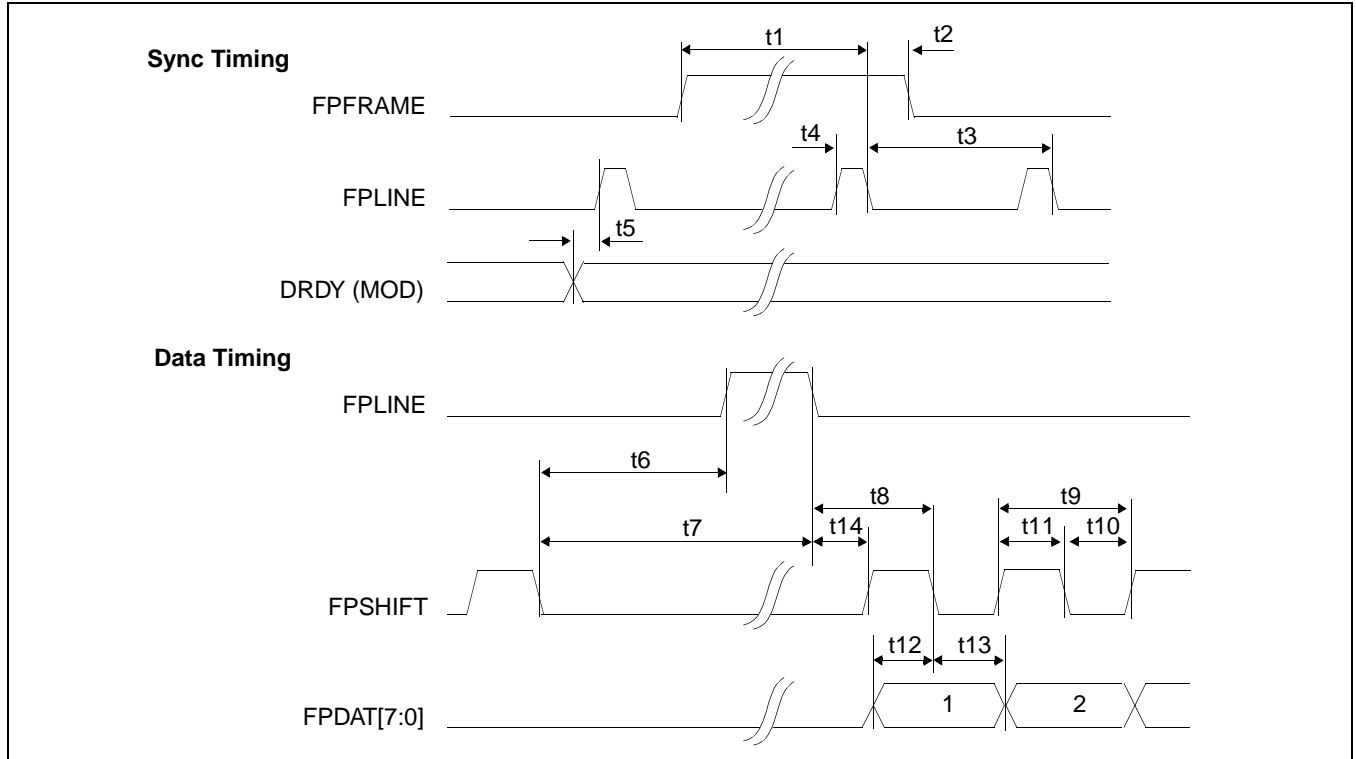 Sync Timing
t1
t2
FPFRAME
t4
t3
FPLINE
t5
DRDY (MOD)
Data Timing
FPLINE
t6
t8
t9
t7
t14
t11
t10
FPSHIFT
t12
t13
FPDAT[7:0]
1
2